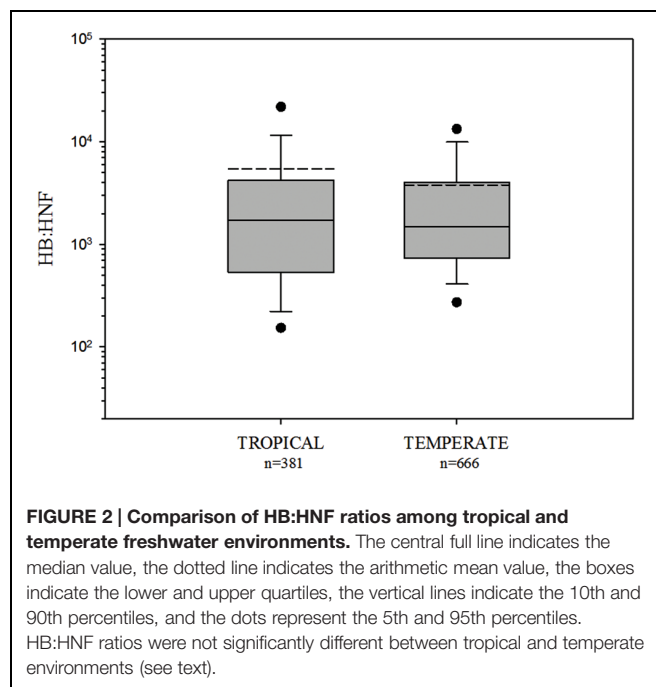 10⁵
10⁴
10³
10²
HB:HNF
TROPICAL
n=381
TEMPERATE
n=666
FIGURE 2 | Comparison of HB:HNF ratios among tropical and
temperate freshwater environments. The central full line indicates the
median value, the dotted line indicates the arithmetic mean value, the boxes
indicate the lower and upper quartiles, the vertical lines indicate the 10th and
90th percentiles, and the dots represent the 5th and 95th percentiles.
HB:HNF ratios were not significantly different between tropical and temperate
environments (see text).